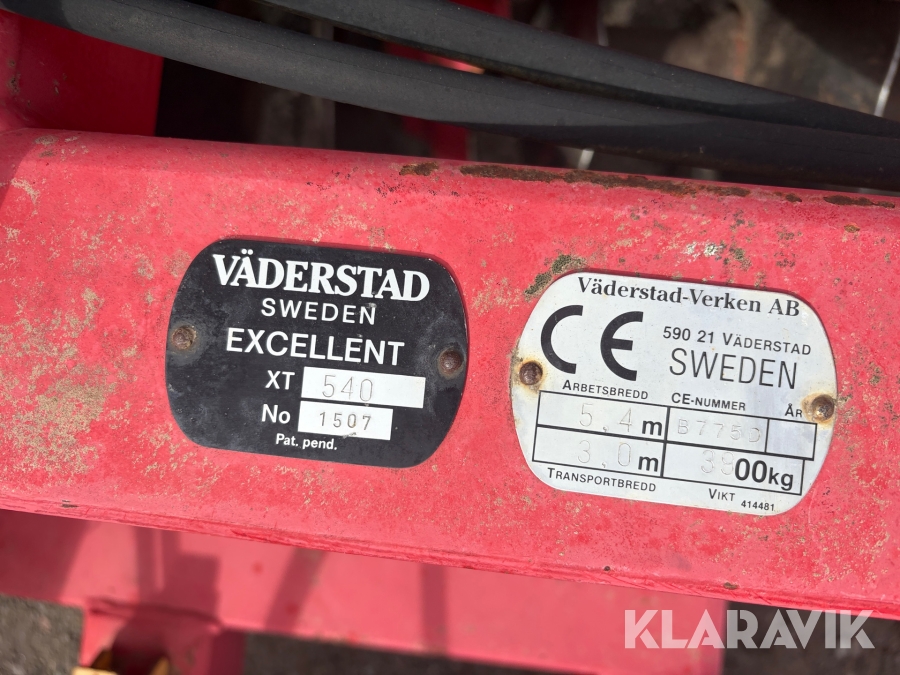 VÄDERSTAD
SWEDEN
EXCELLENT
XT 540
No 1507
Pat. pend.
Väderstad-Verken AB
CE 590 21 VÄDERSTAD
SWEDEN
ARBETSBREDD CE-NUMMER ÅR
5,4 m
3,0 m 00kg
TRANSPORTBREDD VIKT 414481
KLARAVIK